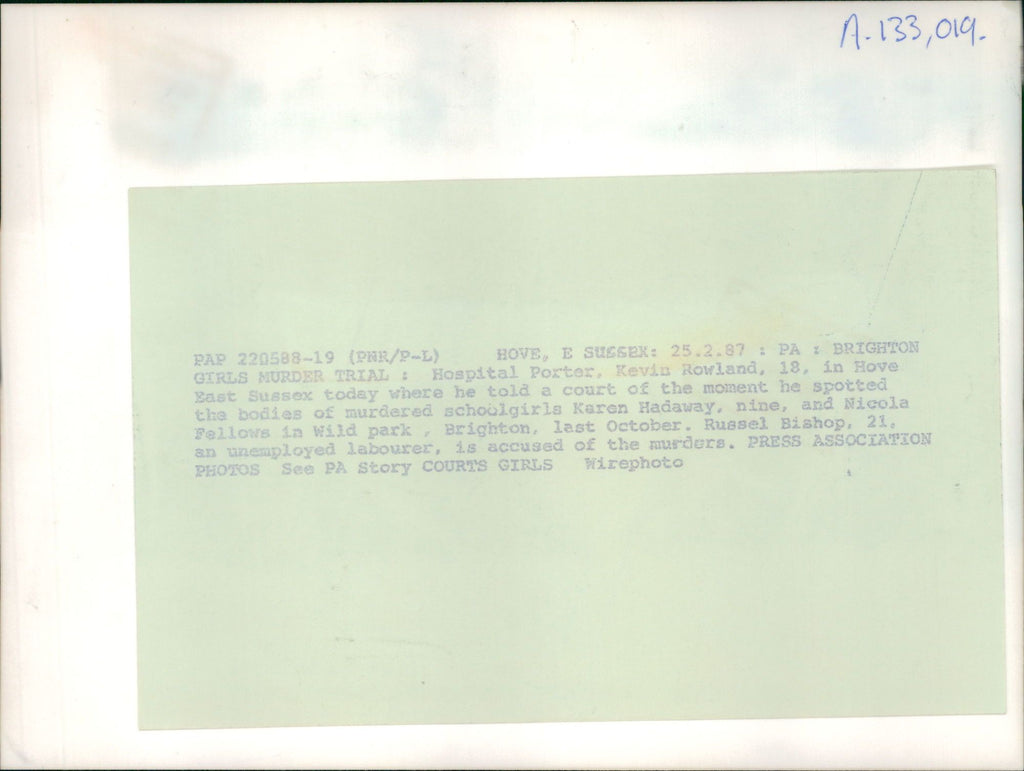 A.133,019.
PAP 220588-19 (PNR/P-L) HOVE, E SUSSEX: 25.2.87 : PA : BRIGHTON
GIRLS MURDER TRIAL : Hospital Porter, Kevin Rowland, 18, in Hove
East Sussex today where he told a court of the moment he spotted
the bodies of murdered schoolgirls Karen Hadaway, nine, and Nicola
Fellows in Wild park , Brighton, last October. Russel Bishop, 21,
an unemployed labourer, is accused of the murders. PRESS ASSOCIATION
PHOTOS See PA Story COURTS GIRLS Wirephoto